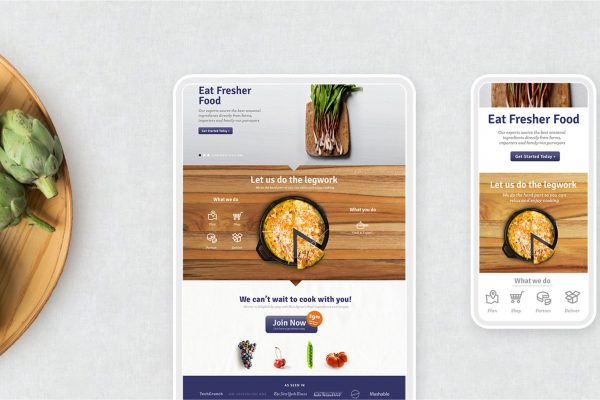 Eat Fresher
Food
Our experts source the best seasonal
ingredients directly from farms,
importers and family-run purveyors
Get Started Today >
Let us do the legwork
We do the hard part so you can relax and enjoy cooking
What we do
Plan
Shop
Portion
Deliver
What you do
Cook & Enjoy!
We can't wait to cook with you!
Join Now
AS SEEN IN
TechCrunch
The New York Times
Mashable
Eat Fresher Food
Our experts source the best seasonal
ingredients directly from farms,
importers and family-run purveyors
Get Started Today >
Let us do the legwork
We do the hard part so you can
relax and enjoy cooking
What we do
Plan
Shop
Portion
Deliver